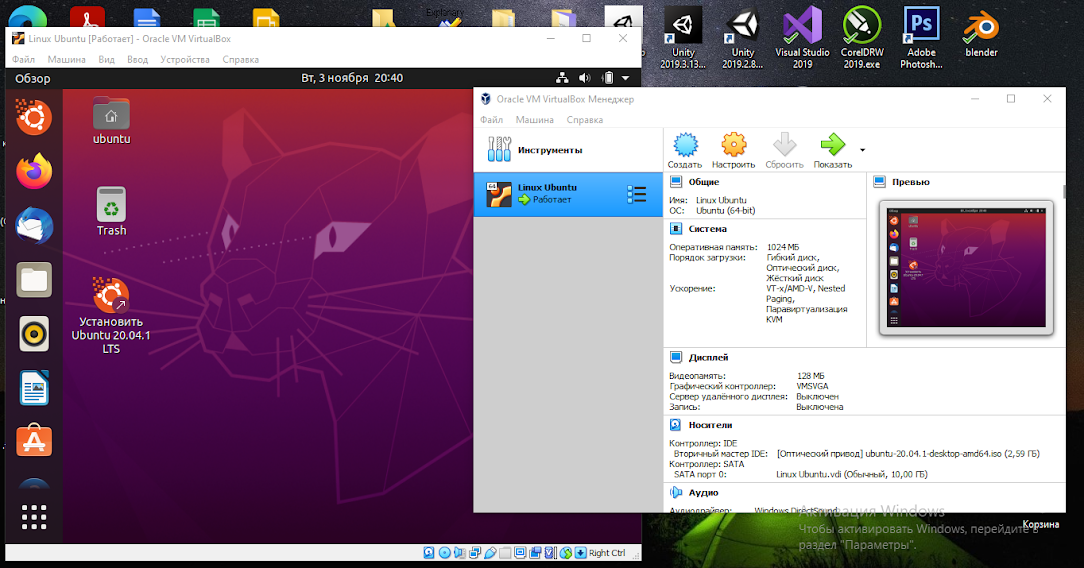 Explanary
Unity
2019.3.13...
Unity
2019.2.8...
Visual Studio
2019
CorelDRW
2019.exe
Adobe
Photosh...
blender
Linux Ubuntu [Работает] - Oracle VM VirtualBox
Файл Машина Вид Ввод Устройства Справка
Обзор
Вт, 3 ноября 20:40
ubuntu
Trash
Установить
Ubuntu 20.04.1
LTS
Right Ctrl
Oracle VM VirtualBox Менеджер
Файл Машина Справка
Инструменты
Создать Настроить Сбросить Показать
64
Linux Ubuntu
Работает
Общие
Имя: Linux Ubuntu
ОС: Ubuntu (64-bit)
Превью
Система
Оперативная память: 1024 МБ
Порядок загрузки: Гибкий диск,
Оптический диск,
Жёсткий диск
Ускорение: VT-x/AMD-V, Nested
Paging,
Паравиртуализация
KVM
Дисплей
Видеопамять: 128 МБ
Графический контроллер: VMSVGA
Сервер удалённого дисплея: Выключен
Запись: Выключена
Носители
Контроллер: IDE
Вторичный мастер IDE: [Оптический привод] ubuntu-20.04.1-desktop-amd64.iso (2,59 ГБ)
Контроллер: SATA
SATA порт 0: Linux Ubuntu.vdi (Обычный, 10,00 ГБ)
Аудио
Аудиодрайвер: Windows DirectSound
Активация Windows
Чтобы активировать Windows, перейдите в
раздел "Параметры".
Корзина